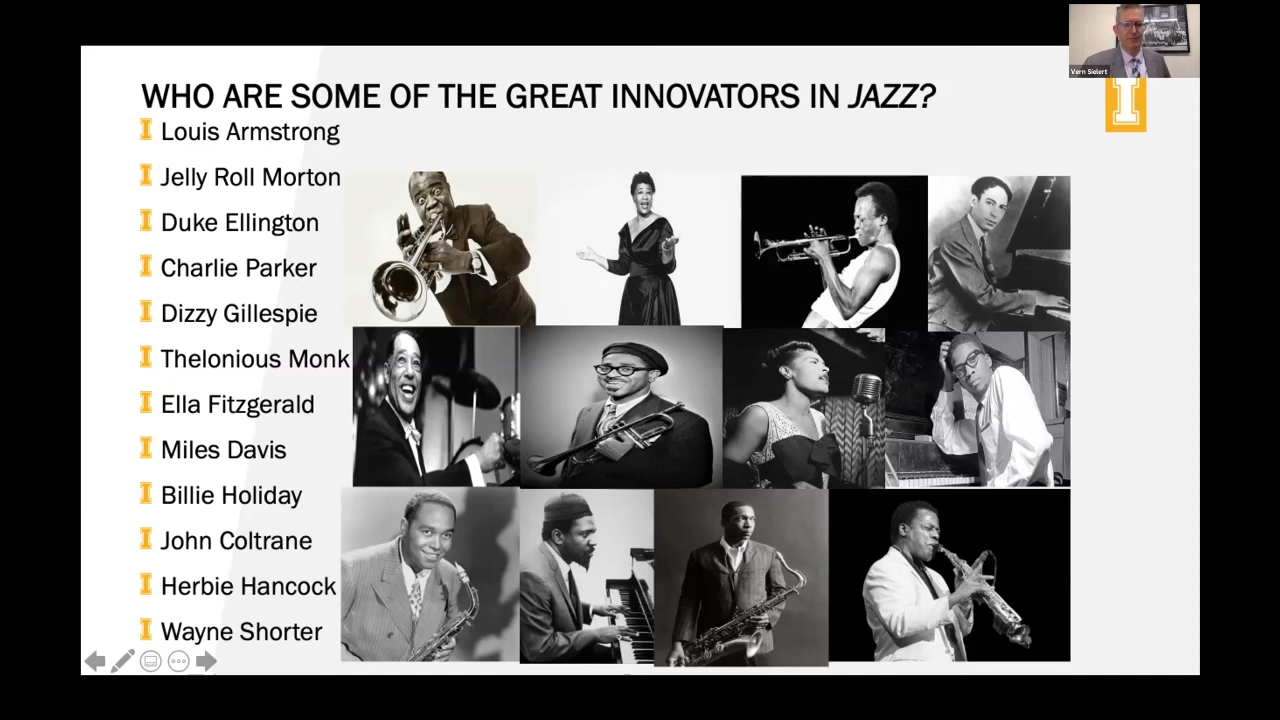 Vern Sielert
WHO ARE SOME OF THE GREAT INNOVATORS IN JAZZ?
I
I Louis Armstrong
I Jelly Roll Morton
I Duke Ellington
I Charlie Parker
I Dizzy Gillespie
I Thelonious Monk
I Ella Fitzgerald
I Miles Davis
I Billie Holiday
I John Coltrane
I Herbie Hancock
I Wayne Shorter